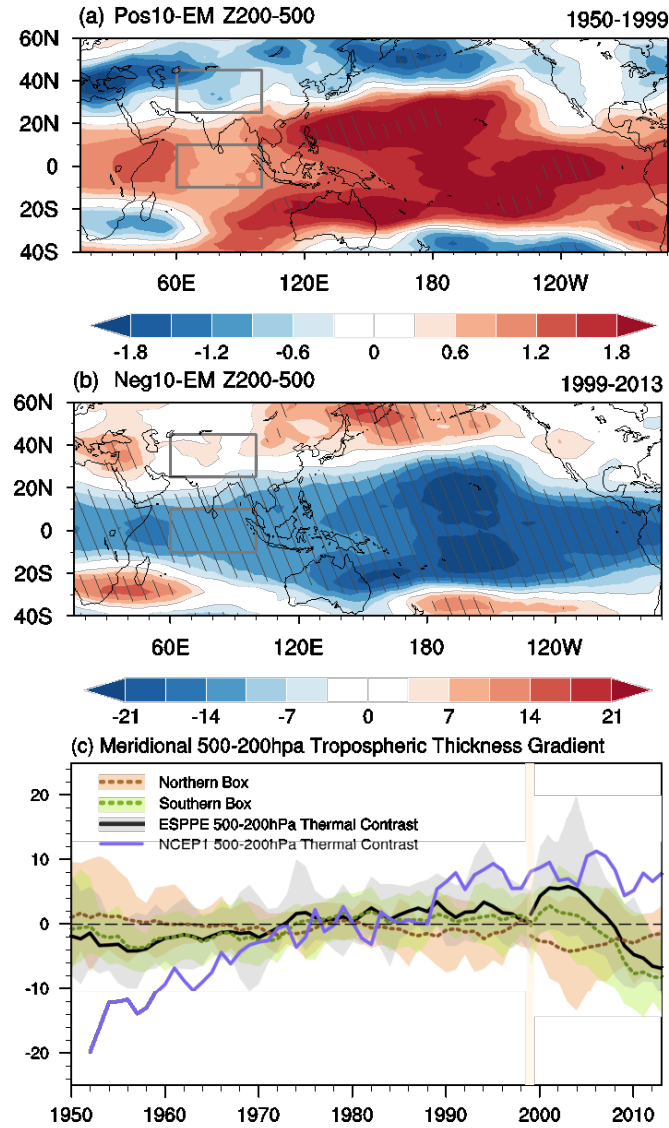 (a) Pos10-EM Z200-500 1950-1999
60N
40N
20N
0
20S
40S
60E 120E 180 120W
-1.8 -1.2 -0.6 0 0.6 1.2 1.8
(b) Neg10-EM Z200-500 1999-2013
60N
40N
20N
0
20S
40S
60E 120E 180 120W
-21 -14 -7 0 7 14 21
(c) Meridional 500-200hpa Tropospheric Thickness Gradient
Northern Box
Southern Box
ESPPE 500-200hPa Thermal Contrast
NCEP1 500-200hPa Thermal Contrast
20
10
0
-10
-20
1950 1960 1970 1980 1990 2000 2010